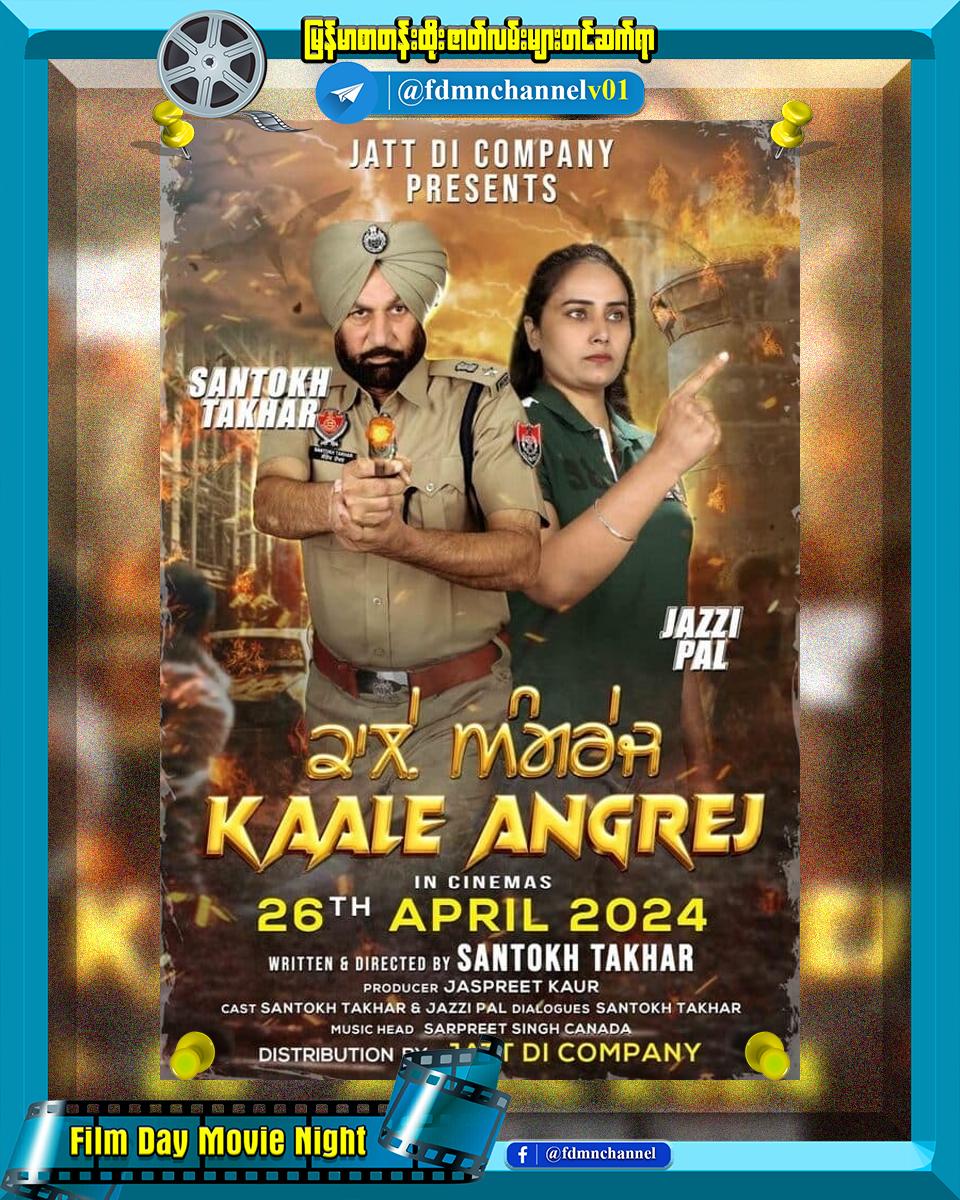 မြန်မာစာတန်းထိုးဇာတ်လမ်းများတင်ဆက်ရာ
@fdmnchannelv01
JATT DI COMPANY
PRESENTS
SANTOKH
TAKHAR
SANTOKH TAKHAR
JAZZI
PAL
ਕਾਲੇ ਅੰਗਰੇਜ
KAALE ANGREJ
IN CINEMAS
26TH APRIL 2024
WRITTEN & DIRECTED BY SANTOKH TAKHAR
PRODUCER JASPREET KAUR
CAST SANTOKH TAKHAR & JAZZI PAL DIALOGUES SANTOKH TAKHAR
MUSIC HEAD SARPREET SINGH CANADA
DISTRIBUTION BY JATT DI COMPANY
Film Day Movie Night
f @fdmnchannel